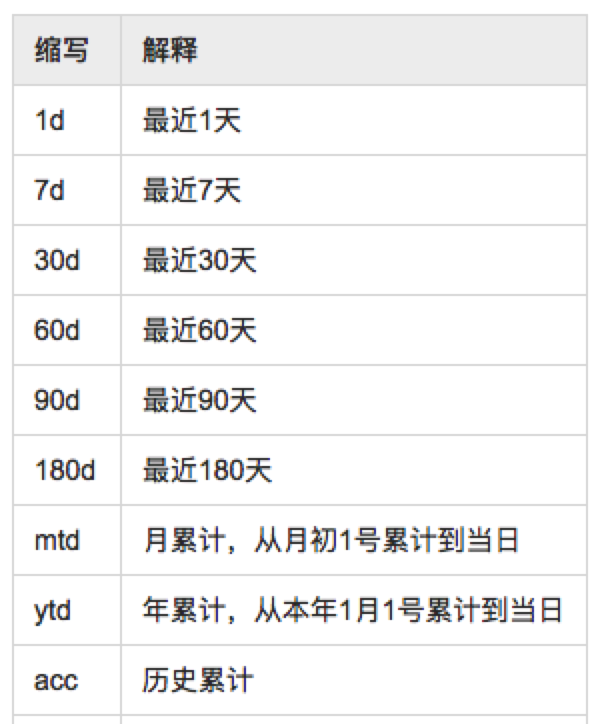 缩写 解释
1d 最近1天
7d 最近7天
30d 最近30天
60d 最近60天
90d 最近90天
180d 最近180天
mtd 月累计，从月初1号累计到当日
ytd 年累计，从本年1月1号累计到当日
acc 历史累计